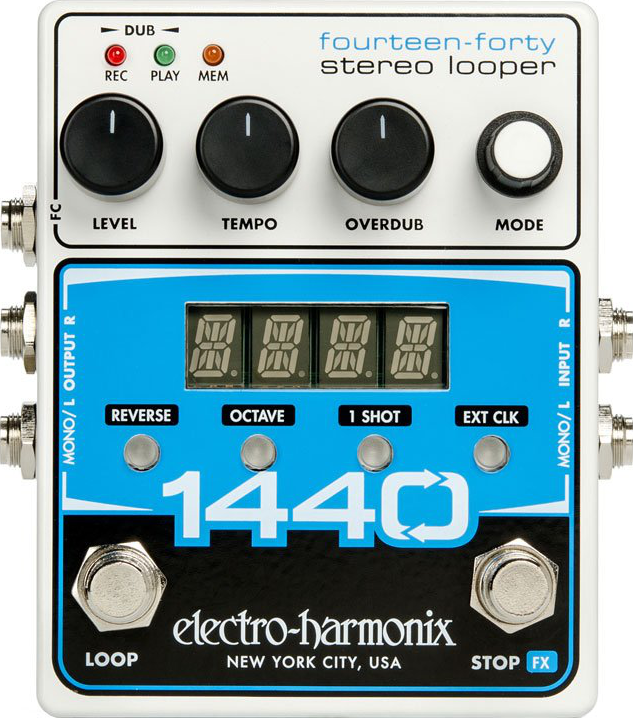 DUB
fourteen-forty
stereo looper
REC PLAY MEM
LEVEL TEMPO OVERDUB MODE
FC
MONO/L OUTPUT R
MONO/L INPUT R
REVERSE OCTAVE 1 SHOT EXT CLK
1440
electro-harmonix
NEW YORK CITY, USA
LOOP
STOP FX